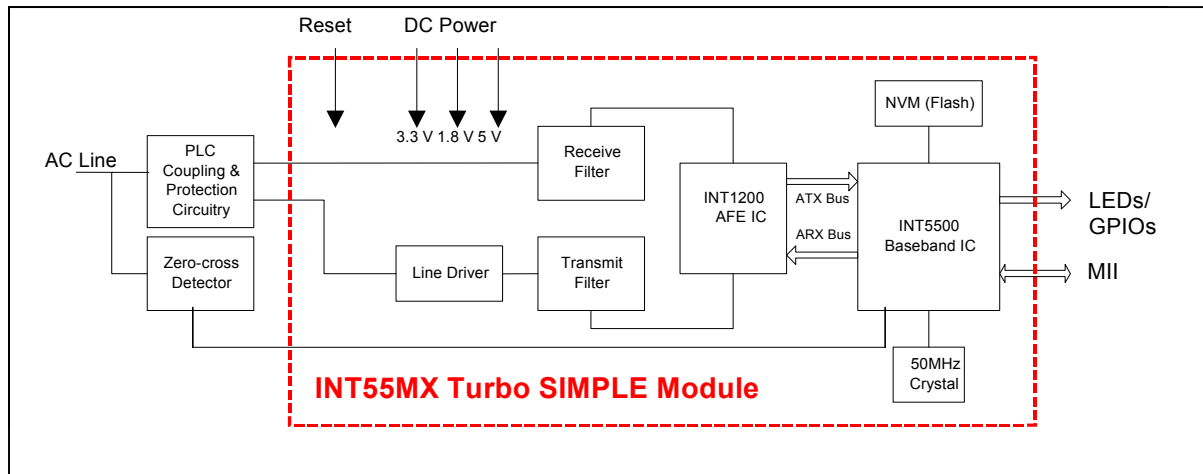 Reset
DC Power
3.3 V 1.8 V 5 V
NVM (Flash)
AC Line
PLC
Coupling &
Protection
Circuitry
Receive
Filter
INT1200
AFE IC
ATX Bus
ARX Bus
INT5500
Baseband IC
LEDs/
GPIOs
Zero-cross
Detector
Line Driver
Transmit
Filter
MII
50MHz
Crystal
INT55MX Turbo SIMPLE Module